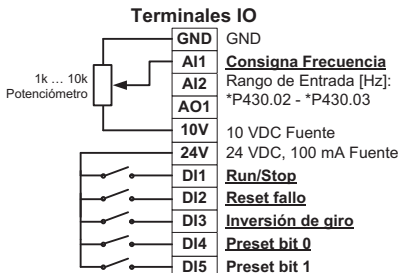 Terminales IO
GND GND
AI1 Consigna Frecuencia
AI2 Rango de Entrada [Hz]:
*P430.02 - *P430.03
1k ... 10k
Potenciómetro
AO1
10V 10 VDC Fuente
24V 24 VDC, 100 mA Fuente
DI1 Run/Stop
DI2 Reset fallo
DI3 Inversión de giro
DI4 Preset bit 0
DI5 Preset bit 1